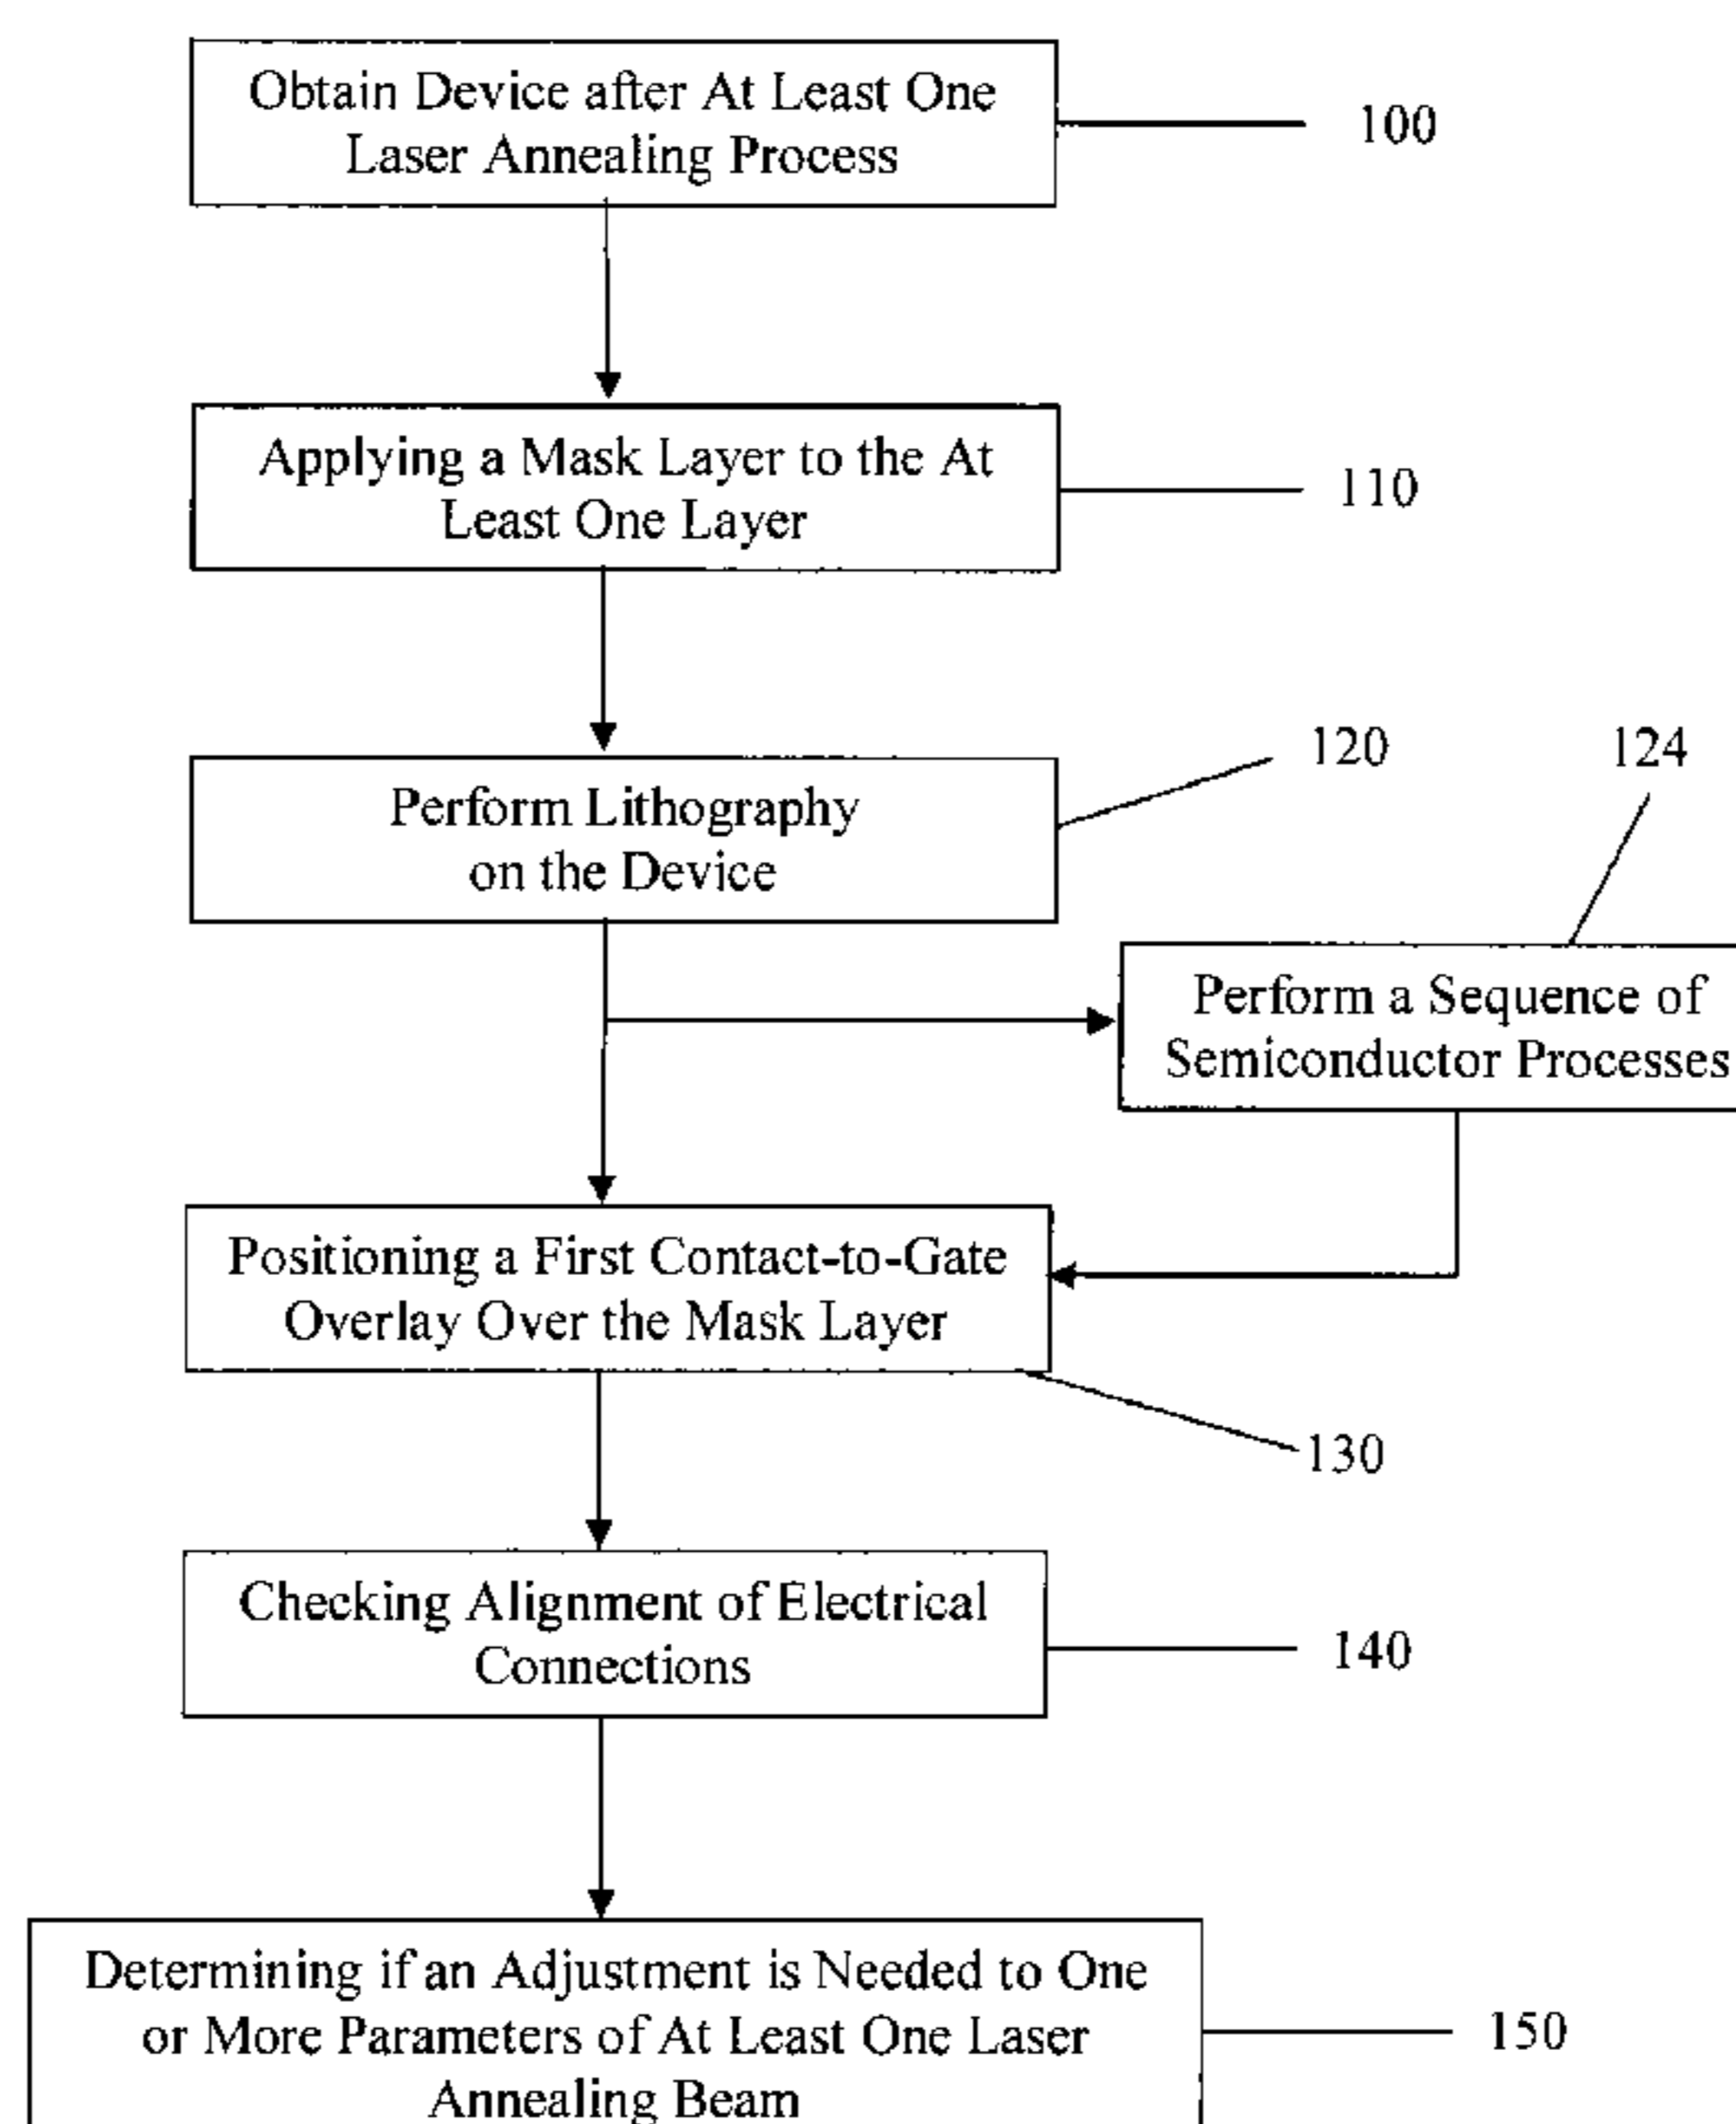 Obtain Device after At Least One
Laser Annealing Process
100
Applying a Mask Layer to the At
Least One Layer
110
Perform Lithography
on the Device
120
124
Perform a Sequence of
Semiconductor Processes
Positioning a First Contact-to-Gate
Overlay Over the Mask Layer
130
Checking Alignment of Electrical
Connections
140
Determining if an Adjustment is Needed to One
or More Parameters of At Least One Laser
Annealing Beam
150